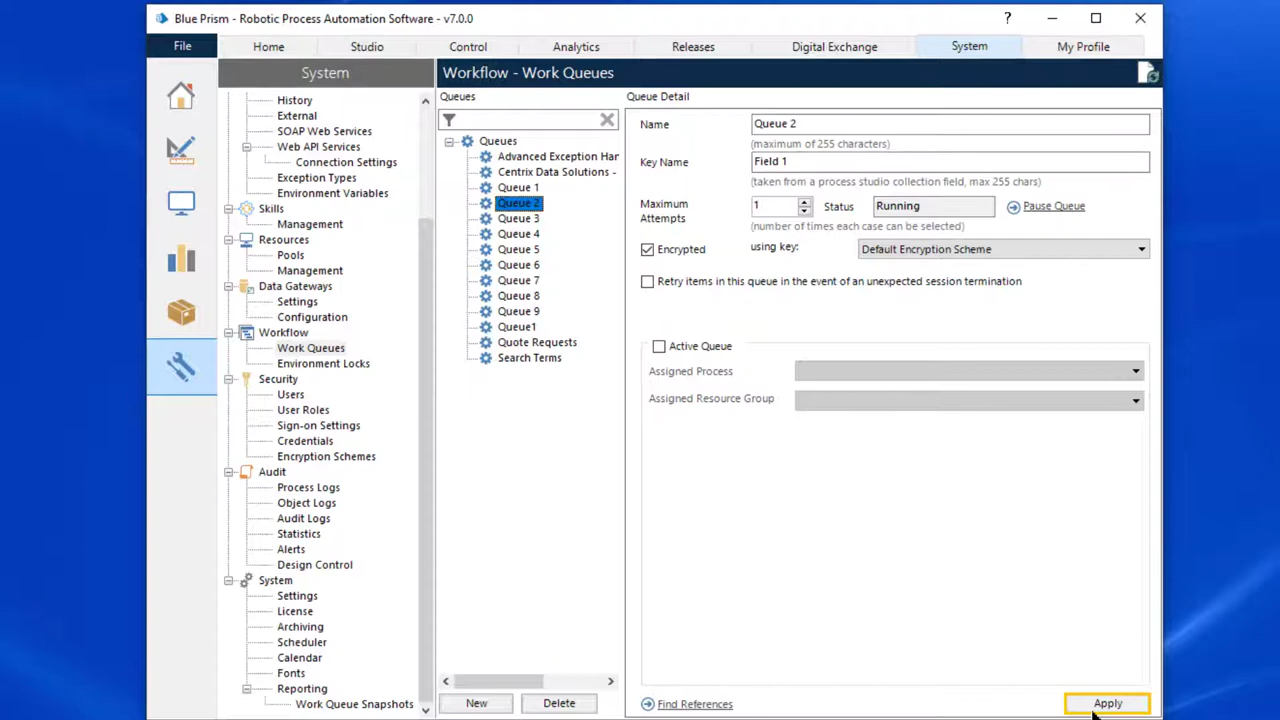 Blue Prism - Robotic Process Automation Software - v7.0.0
?
File
Home
Studio
Control
Analytics
Releases
Digital Exchange
System
My Profile
System
History
External
SOAP Web Services
Web API Services
Connection Settings
Exception Types
Environment Variables
Skills
Management
Resources
Pools
Management
Data Gateways
Settings
Configuration
Workflow
Work Queues
Environment Locks
Security
Users
User Roles
Sign-on Settings
Credentials
Encryption Schemes
Audit
Process Logs
Object Logs
Audit Logs
Statistics
Alerts
Design Control
System
Settings
License
Archiving
Scheduler
Calendar
Fonts
Reporting
Work Queue Snapshots
Workflow - Work Queues
Queues
Queues
Advanced Exception Har
Centrix Data Solutions -
Queue 1
Queue 2
Queue 3
Queue 4
Queue 5
Queue 6
Queue 7
Queue 8
Queue 9
Queue1
Quote Requests
Search Terms
New
Delete
Queue Detail
Name
Queue 2
(maximum of 255 characters)
Key Name
Field 1
(taken from a process studio collection field, max 255 chars)
Maximum Attempts
1
Status
Running
Pause Queue
(number of times each case can be selected)
Encrypted
using key:
Default Encryption Scheme
Retry items in this queue in the event of an unexpected session termination
Active Queue
Assigned Process
Assigned Resource Group
Find References
Apply